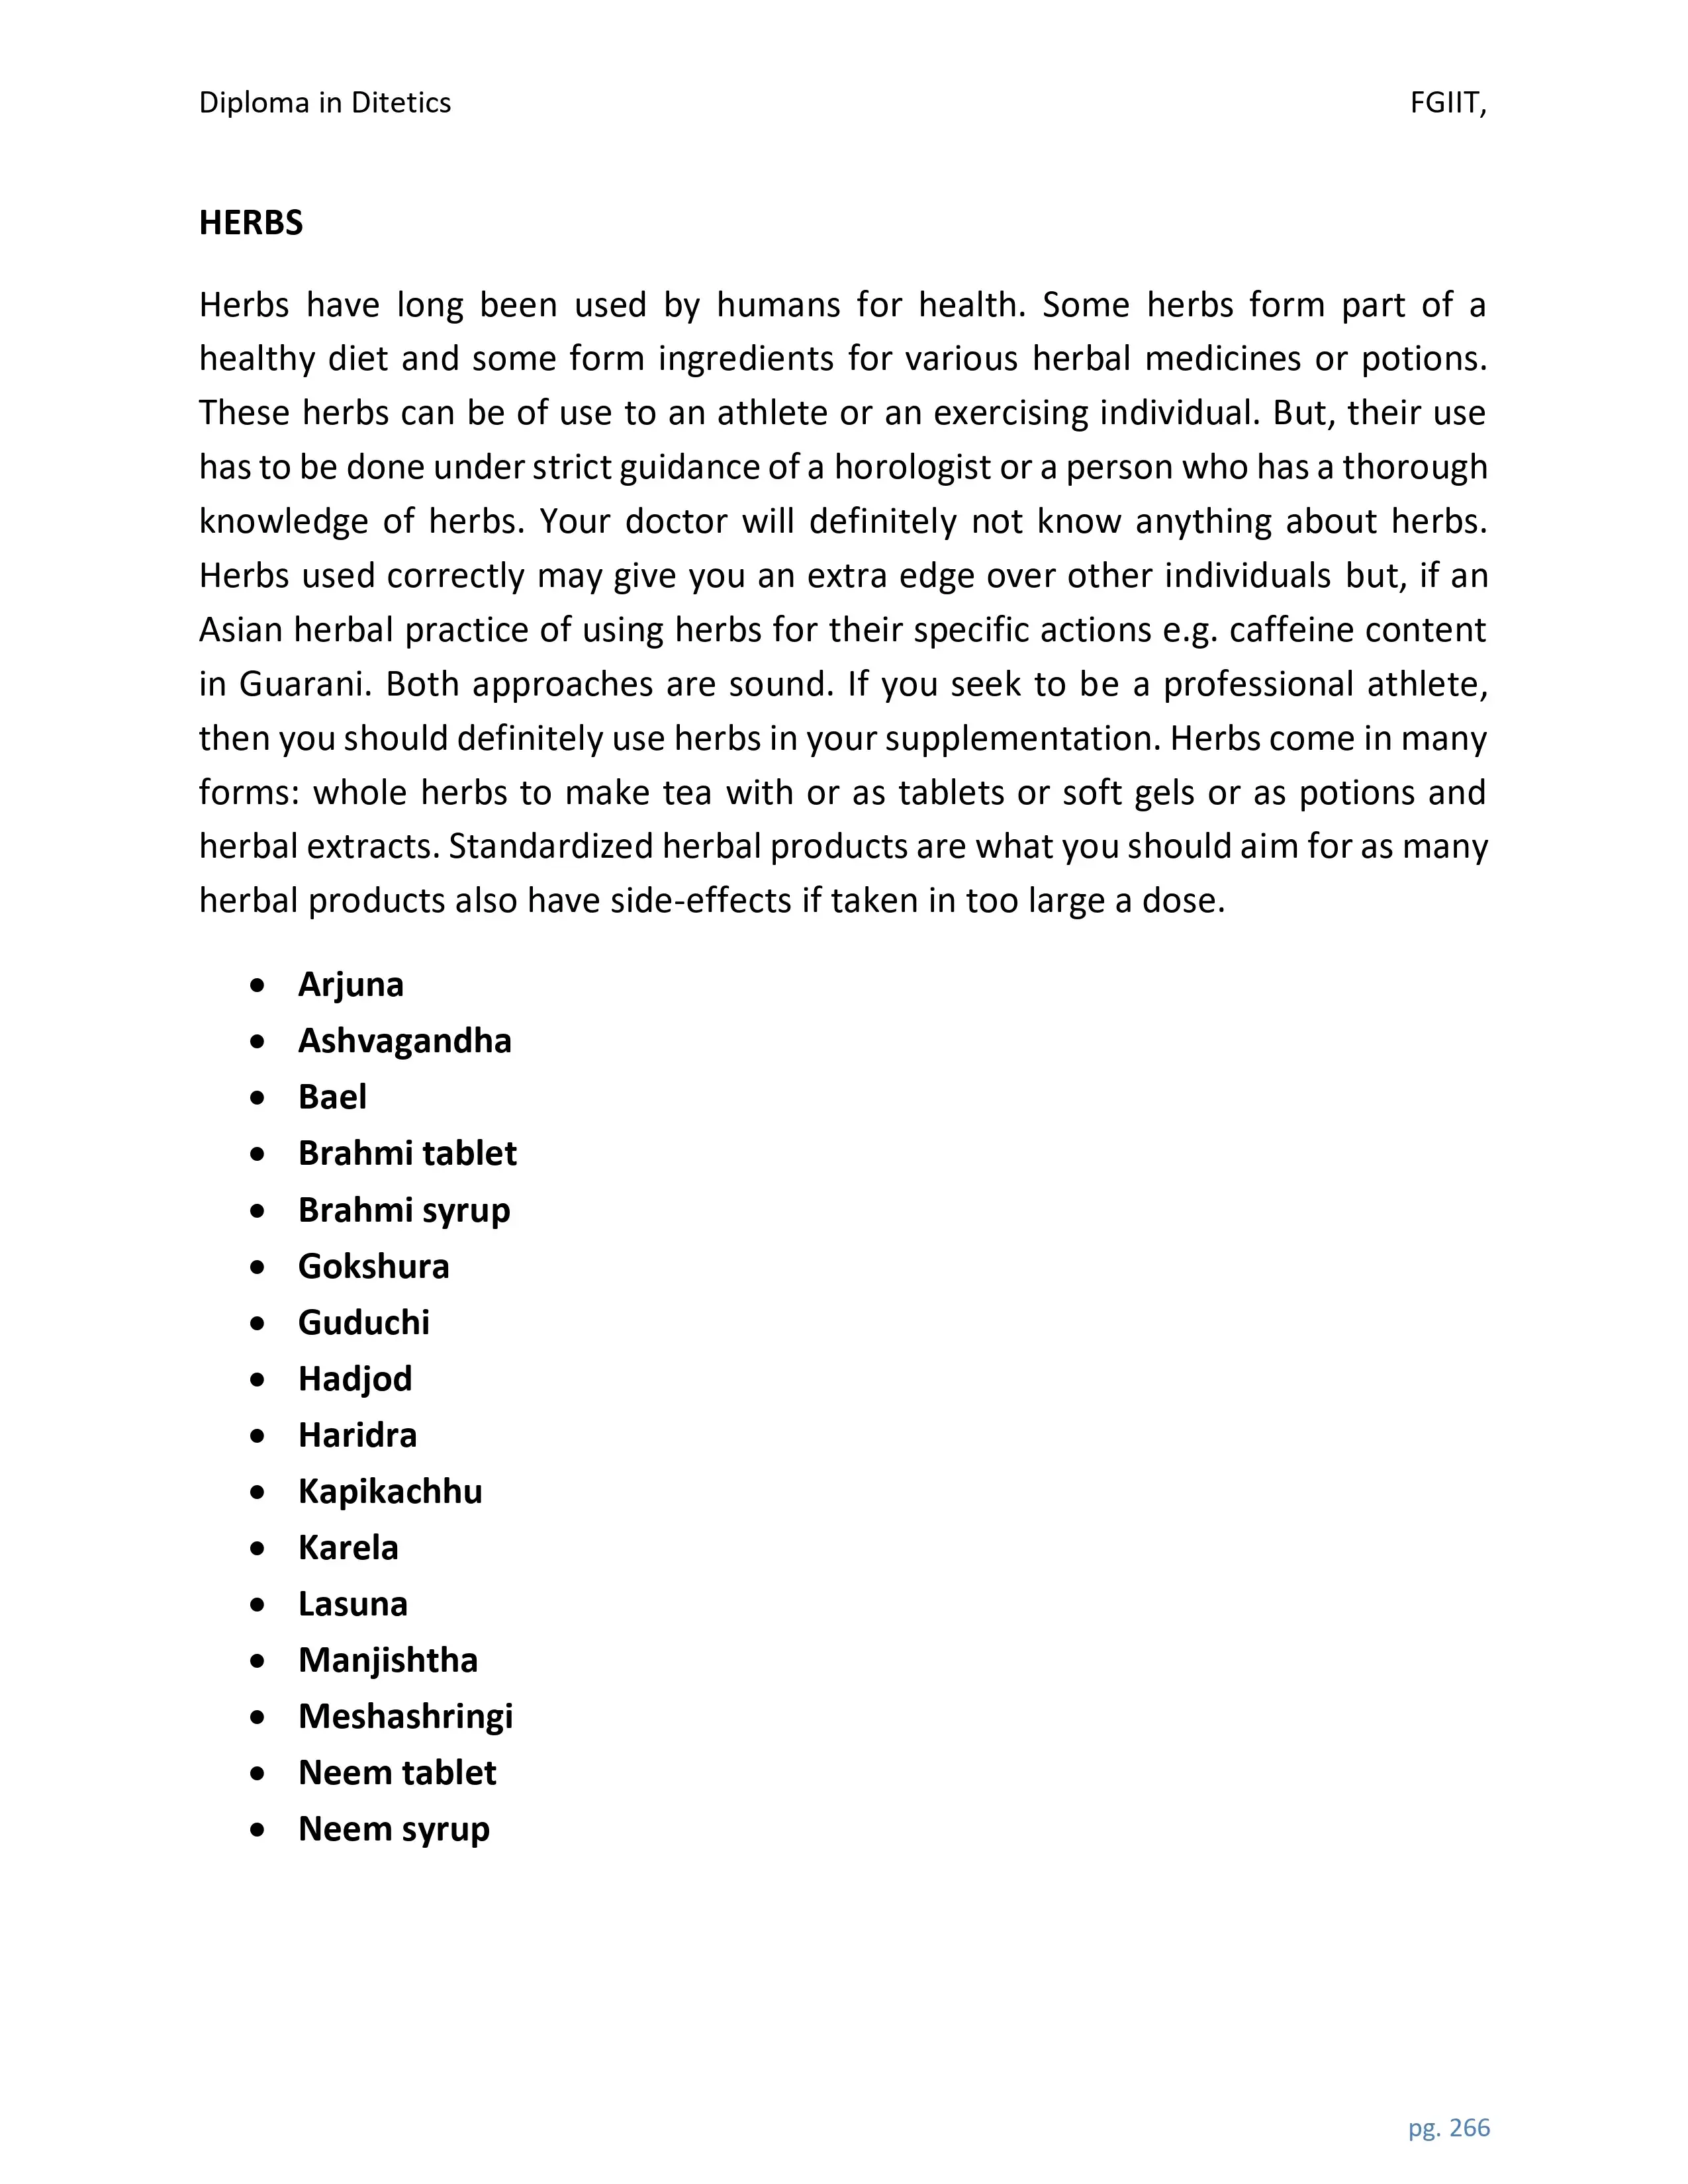 Diploma in Ditetics FGIIT,
HERBS
Herbs have long been used by humans for health. Some herbs form part of a
healthy diet and some form ingredients for various herbal medicines or potions.
These herbs can be of use to an athlete or an exercising individual. But, their use
has to be done under strict guidance of a horologist or a person who has a thorough
knowledge of herbs. Your doctor will definitely not know anything about herbs.
Herbs used correctly may give you an extra edge over other individuals but, if an
Asian herbal practice of using herbs for their specific actions e.g. caffeine content
in Guarani. Both approaches are sound. If you seek to be a professional athlete,
then you should definitely use herbs in your supplementation. Herbs come in many
forms: whole herbs to make tea with or as tablets or soft gels or as potions and
herbal extracts. Standardized herbal products are what you should aim for as many
herbal products also have side-effects if taken in too large a dose.
• Arjuna
• Ashvagandha
• Bael
• Brahmi tablet
• Brahmi syrup
• Gokshura
• Guduchi
• Hadjod
• Haridra
• Kapikachhu
• Karela
• Lasuna
• Manjishtha
• Meshashringi
• Neem tablet
• Neem syrup
pg. 266